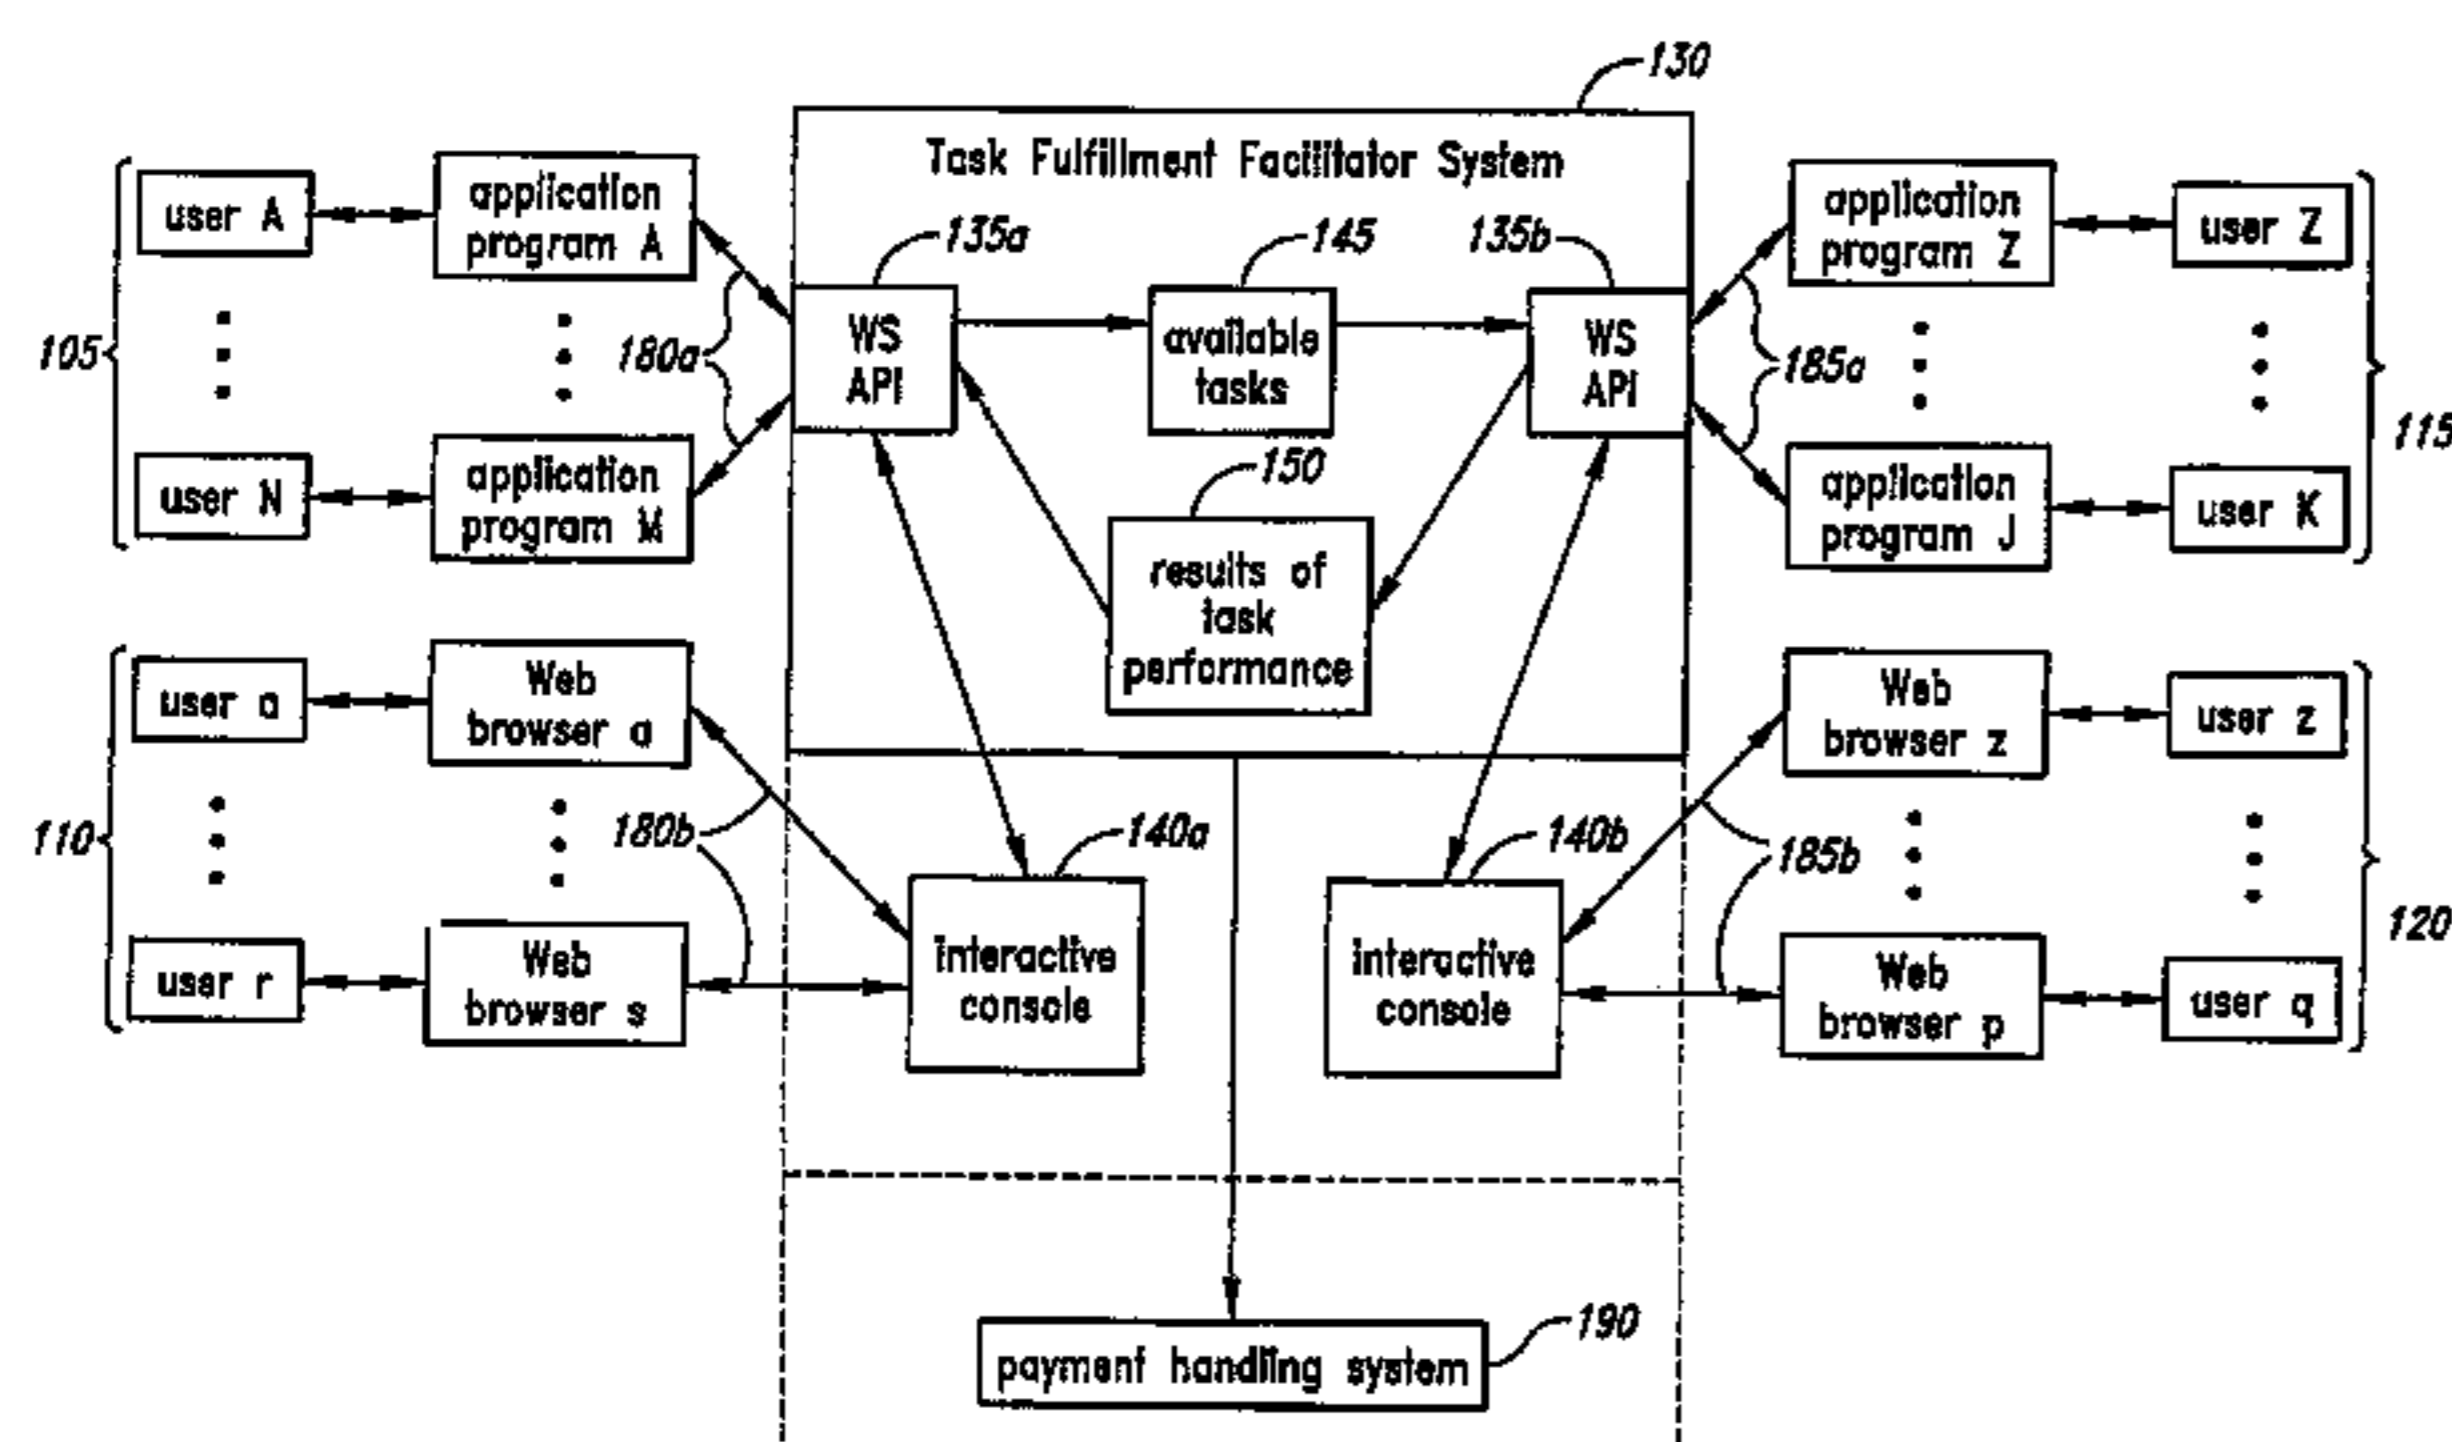 130
Task Fulfillment Facilitator System
user A
application
program A
135a
145
135b
application
program Z
user Z
105
180a
WS
API
available
tasks
WS
API
185a
115
user N
application
program M
150
results of
task
performance
application
program J
user K
user a
Web
browser a
Web
browser z
user z
110
180b
140a
140b
185b
120
user r
Web
browser s
interactive
console
interactive
console
Web
browser p
user q
190
payment handling system